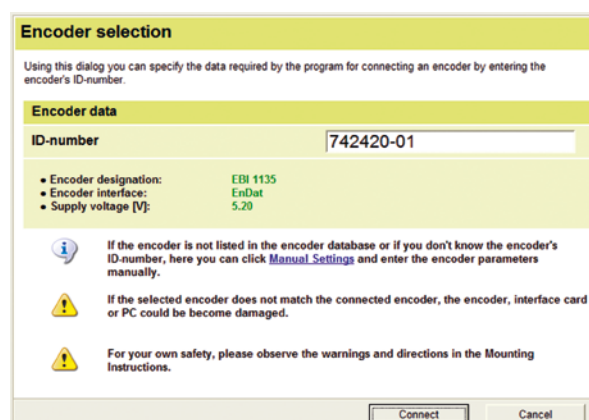 Encoder selection
Using this dialog you can specify the data required by the program for connecting an encoder by entering the
encoder's ID-number.
Encoder data
ID-number 742420-01
• Encoder designation: EBI 1135
• Encoder interface: EnDat
• Supply voltage [V]: 5.20
If the encoder is not listed in the encoder database or if you don't know the encoder's
ID-number, here you can click Manual Settings and enter the encoder parameters
manually.
If the selected encoder does not match the connected encoder, the encoder, interface card
or PC could be become damaged.
For your own safety, please observe the warnings and directions in the Mounting
Instructions.
Connect Cancel